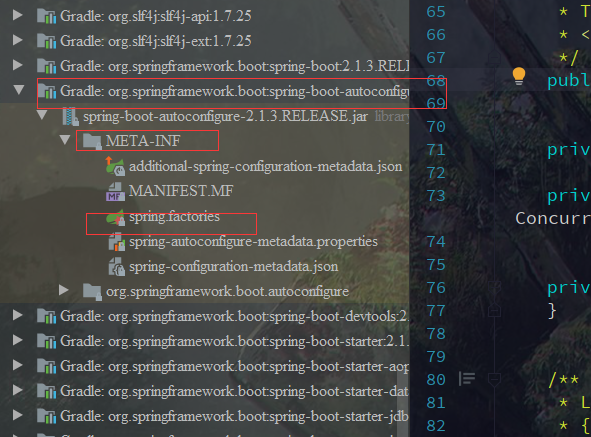 Gradle: org.slf4j:slf4j-api:1.7.25
Gradle: org.slf4j:slf4j-ext:1.7.25
Gradle: org.springframework.boot:spring-boot:2.1.3.REL
Gradle: org.springframework.boot:spring-boot-autoconfigu
spring-boot-autoconfigure-2.1.3.RELEASE.jar library
META-INF
additional-spring-configuration-metadata.json
MF MANIFEST.MF
spring.factories
spring-autoconfigure-metadata.properties
spring-configuration-metadata.json
org.springframework.boot.autoconfigure
Gradle: org.springframework.boot:spring-boot-devtools:2.
Gradle: org.springframework.boot:spring-boot-starter:2.1.
Gradle: org.springframework.boot:spring-boot-starter-aop
Gradle: org.springframework.boot:spring-boot-starter-dat
Gradle: org.springframework.boot:spring-boot-starter-jdb
65 * T
66 * <
67 */
68 publ
69
70
71 priv
72
73 priv
Concurr
74
75
76 priv
77 }
78
79
80 /**
81 * L
82 * {